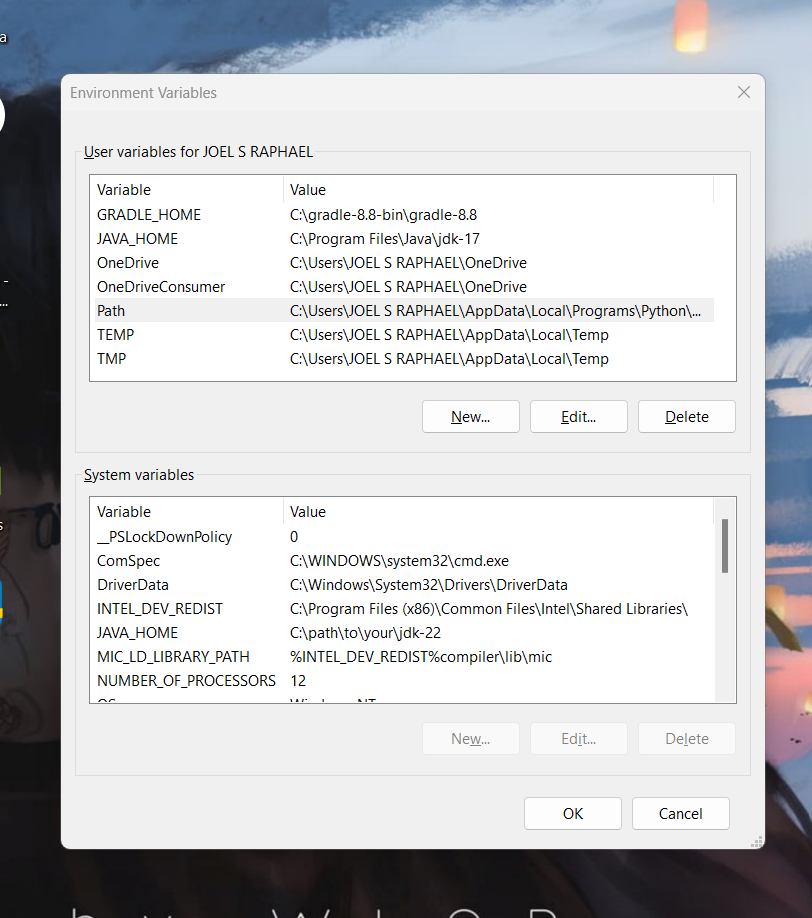 Environment Variables
User variables for JOEL S RAPHAEL
Variable Value
GRADLE_HOME C:\gradle-8.8-bin\gradle-8.8
JAVA_HOME C:\Program Files\Java\jdk-17
OneDrive C:\Users\JOEL S RAPHAEL\OneDrive
OneDriveConsumer C:\Users\JOEL S RAPHAEL\OneDrive
Path C:\Users\JOEL S RAPHAEL\AppData\Local\Programs\Python\...
TEMP C:\Users\JOEL S RAPHAEL\AppData\Local\Temp
TMP C:\Users\JOEL S RAPHAEL\AppData\Local\Temp
New... Edit... Delete
System variables
Variable Value
__PSLockDownPolicy 0
ComSpec C:\WINDOWS\system32\cmd.exe
DriverData C:\Windows\System32\Drivers\DriverData
INTEL_DEV_REDIST C:\Program Files (x86)\Common Files\Intel\Shared Libraries\
JAVA_HOME C:\path\to\your\jdk-22
MIC_LD_LIBRARY_PATH %INTEL_DEV_REDIST%compiler\lib\mic
NUMBER_OF_PROCESSORS 12
New... Edit... Delete
OK Cancel